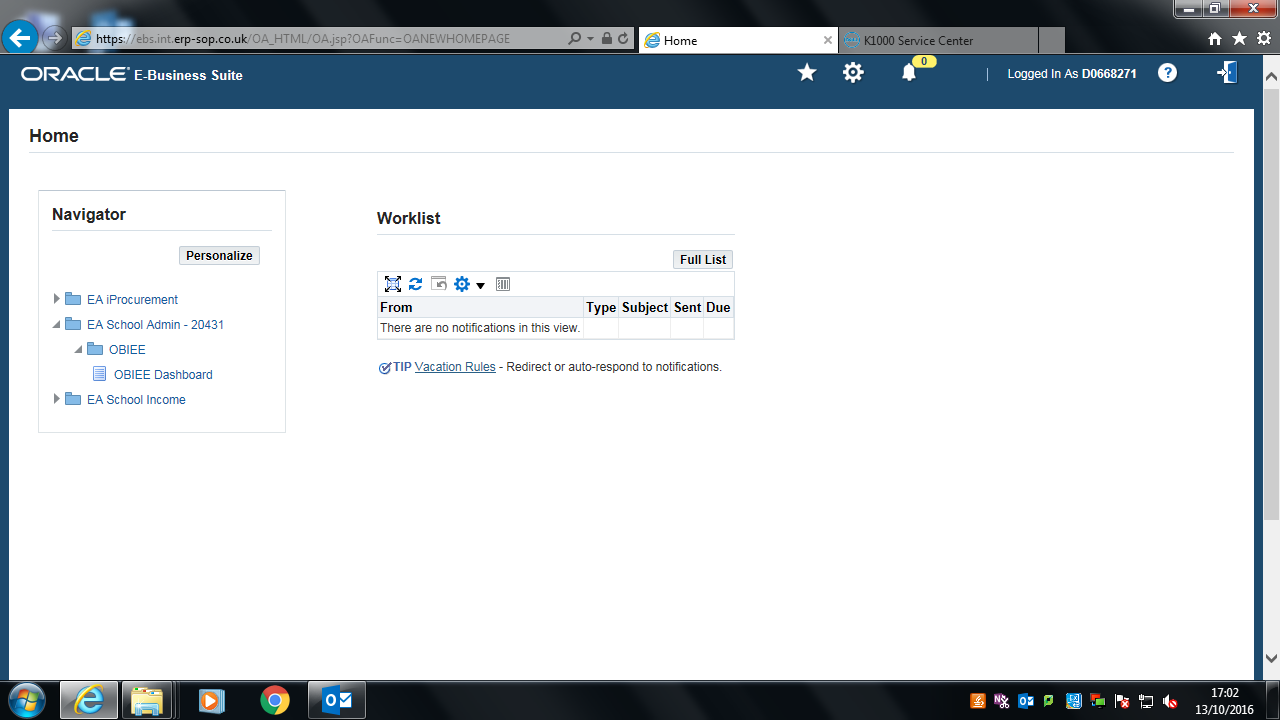 https://ebs.int.erp-sop.co.uk/OA_HTML/OA.jsp?OAFunc=OANEWHOMEPAGE
Home
K1000 Service Center
ORACLE® E-Business Suite
0
Logged In As D0668271
?
Home
Navigator
Personalize
EA iProcurement
EA School Admin - 20431
OBIEE
OBIEE Dashboard
EA School Income
Worklist
Full List
From Type Subject Sent Due
There are no notifications in this view.
TIP Vacation Rules - Redirect or auto-respond to notifications.
17:02
13/10/2016